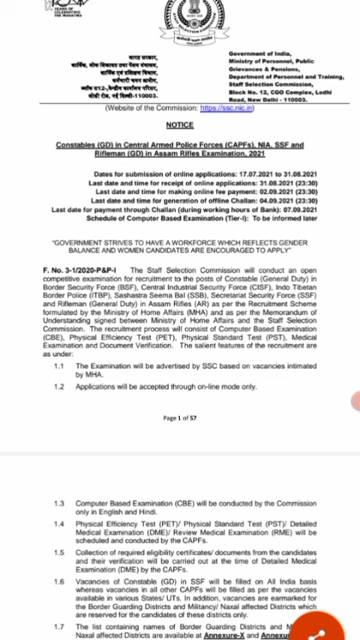 भारत सरकार,
कार्मिक, लोक शिकायत तथा पेंशन मंत्रालय,
कार्मिक एवं प्रशिक्षण विभाग,
कर्मचारी चयन आयोग,
ब्लॉक सं12-,केन्द्रीय कार्यालय परिसर,
लोदी रोड, नई दिल्ली-110003.
Government of India,
Ministry of Personnel, Public
Grievances & Pensions,
Department of Personnel and Training,
Staff Selection Commission,
Block No. 12, CGO Complex, Lodhi
Road, New Delhi - 110003.
(Website of the Commission: https://ssc.nic.in)
NOTICE
Constables (GD) in Central Armed Police Forces (CAPFs), NIA, SSF and
Rifleman (GD) in Assam Rifles Examination, 2021
Dates for submission of online applications: 17.07.2021 to 31.08.2021
Last date and time for receipt of online applications: 31.08.2021 (23:30)
Last date and time for making online fee payment: 02.09.2021 (23:30)
Last date and time for generation of offline Challan: 04.09.2021 (23:30)
Last date for payment through Challan (during working hours of Bank): 07.09.2021
Schedule of Computer Based Examination (Tier-I): To be informed later
"GOVERNMENT STRIVES TO HAVE A WORKFORCE WHICH REFLECTS GENDER
BALANCE AND WOMEN CANDIDATES ARE ENCOURAGED TO APPLY"
F. No. 3-1/2020-P&P-I The Staff Selection Commission will conduct an open
competitive examination for recruitment to the posts of Constable (General Duty) in
Border Security Force (BSF), Central Industrial Security Force (CISF), Indo Tibetan
Border Police (ITBP), Sashastra Seema Bal (SSB), Secretariat Security Force (SSF)
and Rifleman (General Duty) in Assam Rifles (AR) as per the Recruitment Scheme
formulated by the Ministry of Home Affairs (MHA) and as per the Memorandum of
Understanding signed between Ministry of Home Affairs and the Staff Selection
Commission. The recruitment process will consist of Computer Based Examination
(CBE), Physical Efficiency Test (PET), Physical Standard Test (PST), Medical
Examination and Document Verification. The salient features of the recruitment are
as under:
1.1 The Examination will be advertised by SSC based on vacancies intimated
by MHA.
1.2 Applications will be accepted through on-line mode only.
Page 1 of 57
1.3 Computer Based Examination (CBE) will be conducted by the Commission
only in English and Hindi.
1.4 Physical Efficiency Test (PET)/ Physical Standard Test (PST)/ Detailed
Medical Examination (DME)/ Review Medical Examination (RME) will be
scheduled and conducted by the CAPFs.
1.5 Collection of required eligibility certificates/ documents from the candidates
and their verification will be carried out at the time of Detailed
Medical Examination (DME) by the CAPFs.
1.6 Vacancies of Constable (GD) in SSF will be filled on All India basis
whereas vacancies in all other CAPFs will be filled as per the vacancies
available in various States/ UTs. In addition, vacancies are earmarked for
the Border Guarding Districts and Militancy/ Naxal affected Districts which
are reserved for the candidates of these districts only.
1.7 The list containing names of Border Guarding Districts and M
Naxal affected Districts are available at Annexure-X and Annexu